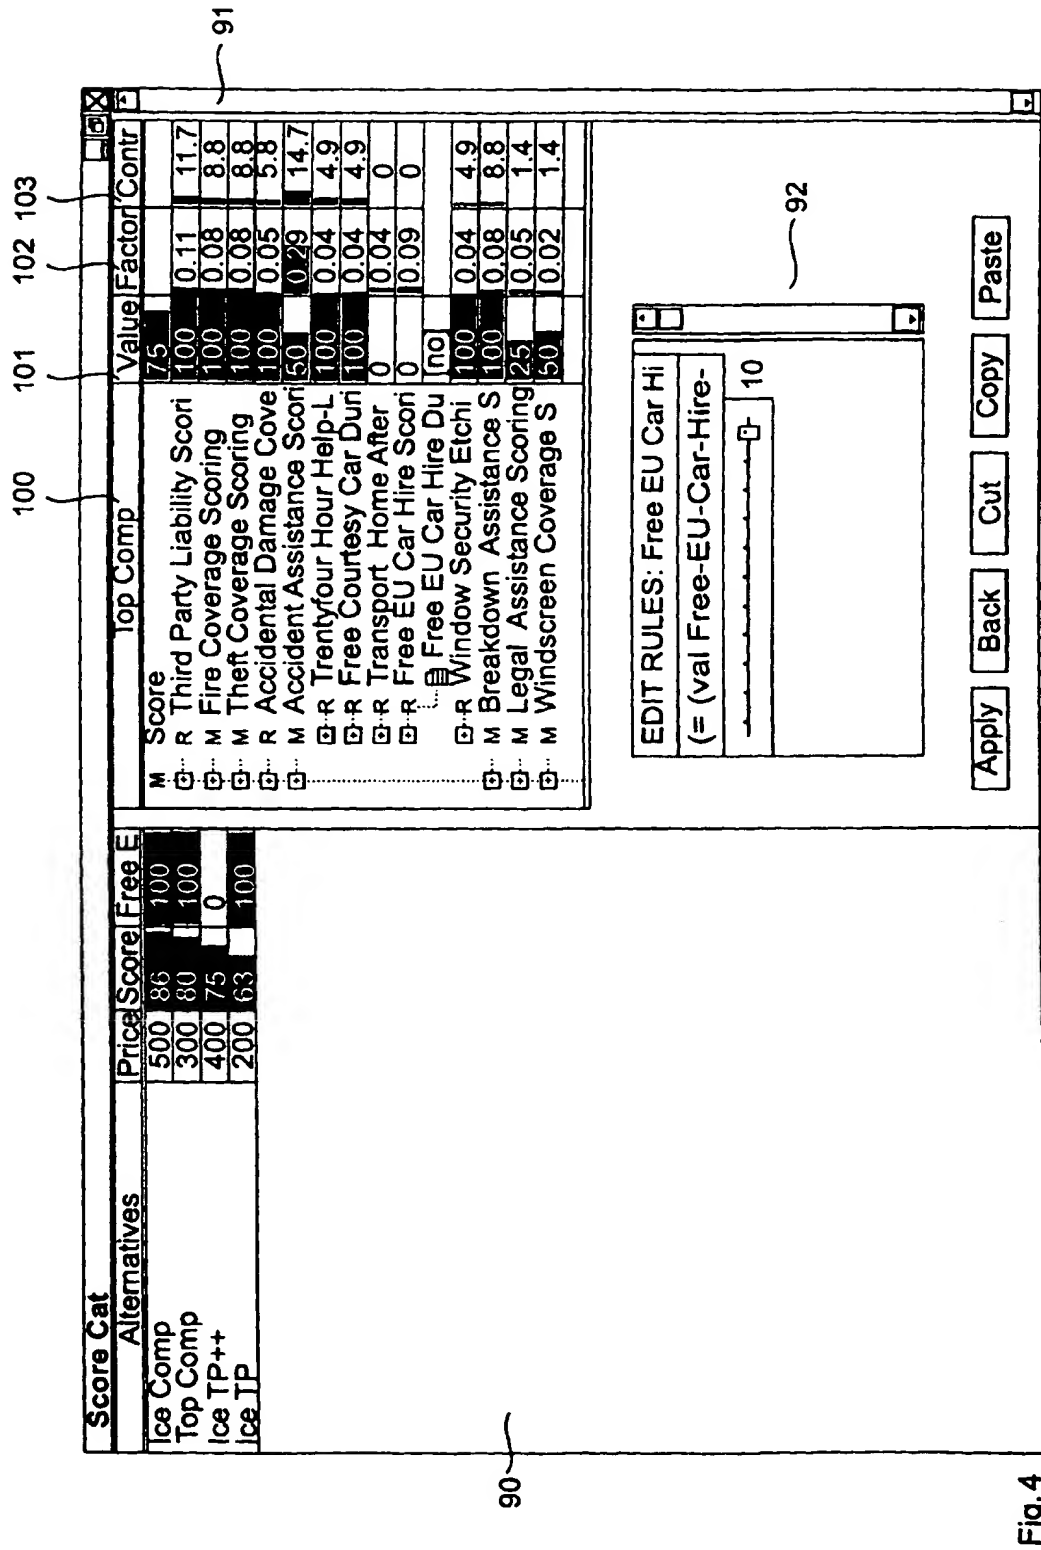 100
101
102
103
91
Score Cat
Alternatives Price Score Free E
Ice Comp 500 86 100
Top Comp 300 80 100
Ice TP++ 400 75 0
Ice TP 200 63 100
Top Comp Value Factor Contr
M Score 75
R Third Party Liability Scori 100 0.11 11.7
M Fire Coverage Scoring 100 0.08 8.8
M Theft Coverage Scoring 100 0.08 8.8
R Accidental Damage Cove 100 0.05 5.8
M Accident Assistance Scori 50 0.29 14.7
R Trentyfour Hour Help-L 100 0.04 4.9
R Free Courtesy Car Duri 100 0.04 4.9
R Transport Home After 0 0.04 0
R Free EU Car Hire Scori 0 0.09 0
Free EU Car Hire Du no
R Window Security Etchi 100 0.04 4.9
M Breakdown Assistance S 100 0.08 8.8
M Legal Assistance Scoring 25 0.05 1.4
M Windscreen Coverage S 50 0.02 1.4
EDIT RULES: Free EU Car Hi
(= (val Free-EU-Car-Hire-
10
92
Apply Back Cut Copy Paste
90
Fig. 4